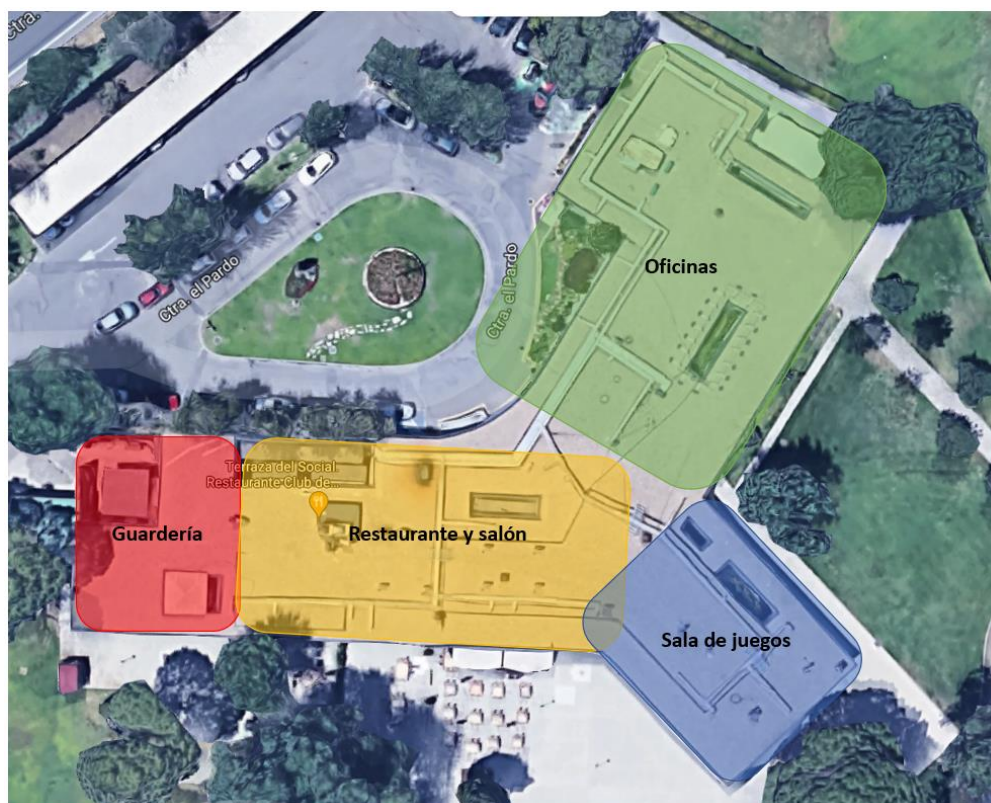 Ctra.
Oficinas
Ctra. el Pardo
Ctra. el Pardo
Terraza del Social
Restaurante Club de...
Guardería
Restaurante y salón
Sala de juegos